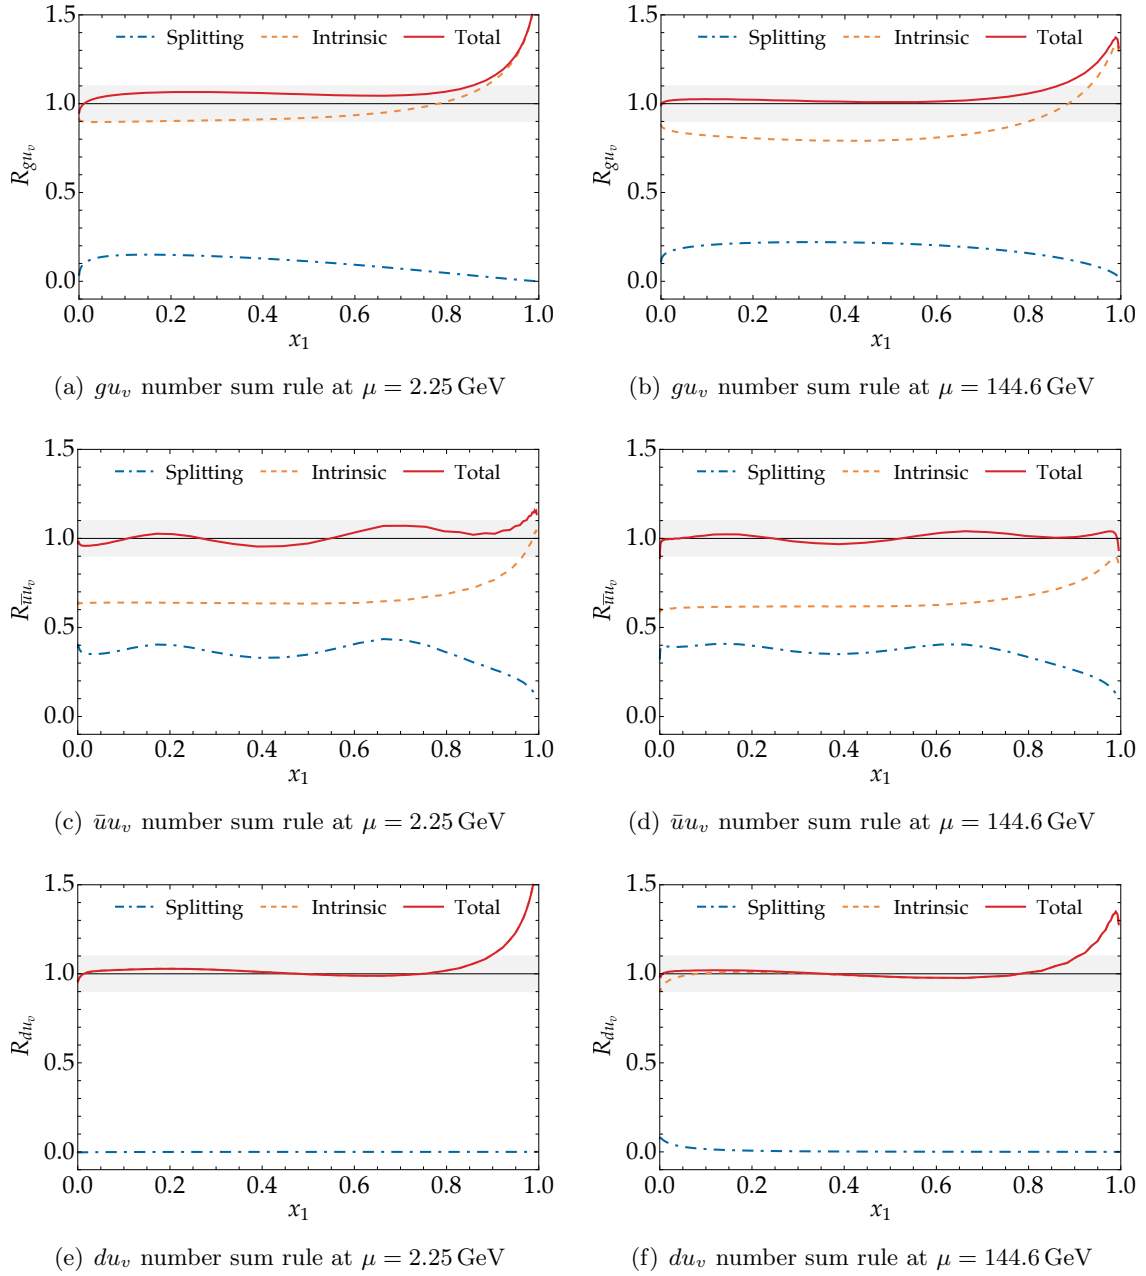 1.5
1.0
0.5
0.0
R_{gu_v}
Splitting Intrinsic Total
0.0 0.2 0.4 0.6 0.8 1.0
x_1
(a) gu_v number sum rule at μ = 2.25 GeV
1.5
1.0
0.5
0.0
R_{gu_v}
Splitting Intrinsic Total
0.0 0.2 0.4 0.6 0.8 1.0
x_1
(b) gu_v number sum rule at μ = 144.6 GeV
1.5
1.0
0.5
0.0
R_{ūu_v}
Splitting Intrinsic Total
0.0 0.2 0.4 0.6 0.8 1.0
x_1
(c) ūu_v number sum rule at μ = 2.25 GeV
1.5
1.0
0.5
0.0
R_{ūu_v}
Splitting Intrinsic Total
0.0 0.2 0.4 0.6 0.8 1.0
x_1
(d) ūu_v number sum rule at μ = 144.6 GeV
1.5
1.0
0.5
0.0
R_{du_v}
Splitting Intrinsic Total
0.0 0.2 0.4 0.6 0.8 1.0
x_1
(e) du_v number sum rule at μ = 2.25 GeV
1.5
1.0
0.5
0.0
R_{du_v}
Splitting Intrinsic Total
0.0 0.2 0.4 0.6 0.8 1.0
x_1
(f) du_v number sum rule at μ = 144.6 GeV